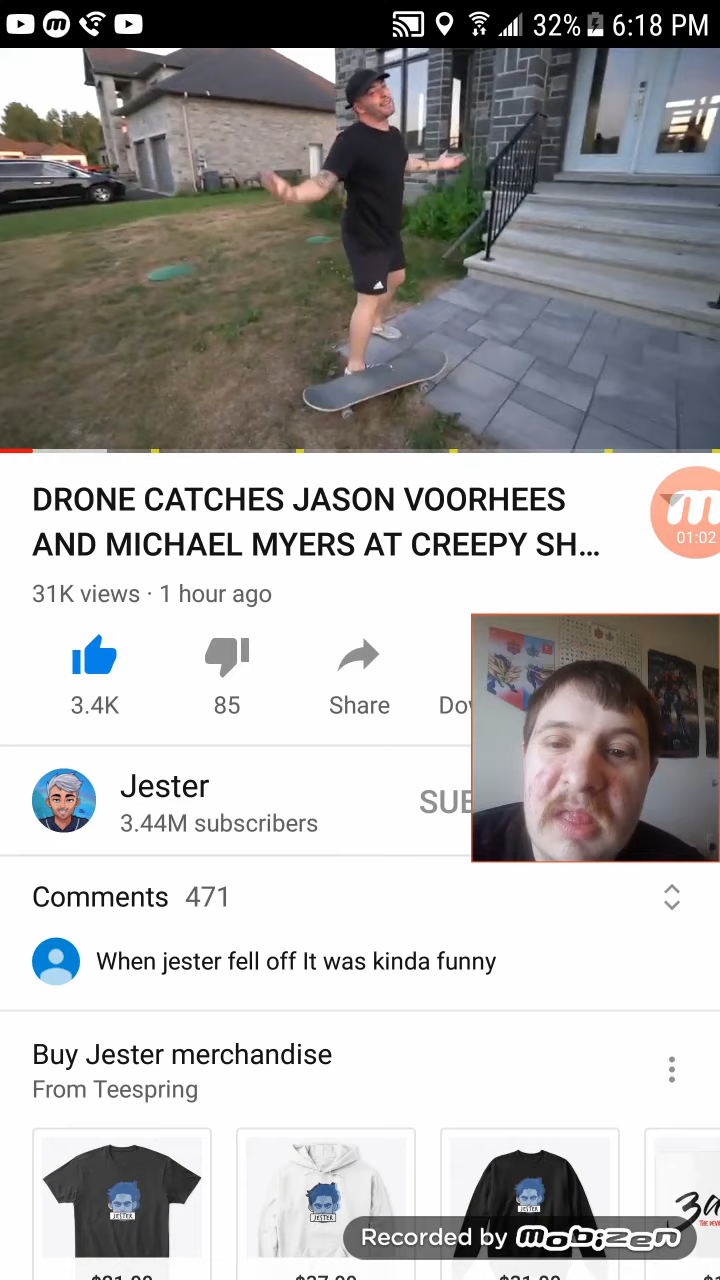 32% 6:18 PM
DRONE CATCHES JASON VOORHEES
AND MICHAEL MYERS AT CREEPY SH...
01:02
31K views · 1 hour ago
3.4K
85
Share
Dow
Jester
3.44M subscribers
SUB
Comments 471
When jester fell off It was kinda funny
Buy Jester merchandise
From Teespring
JESTER
JESTER
JESTER
Recorded by mobizen